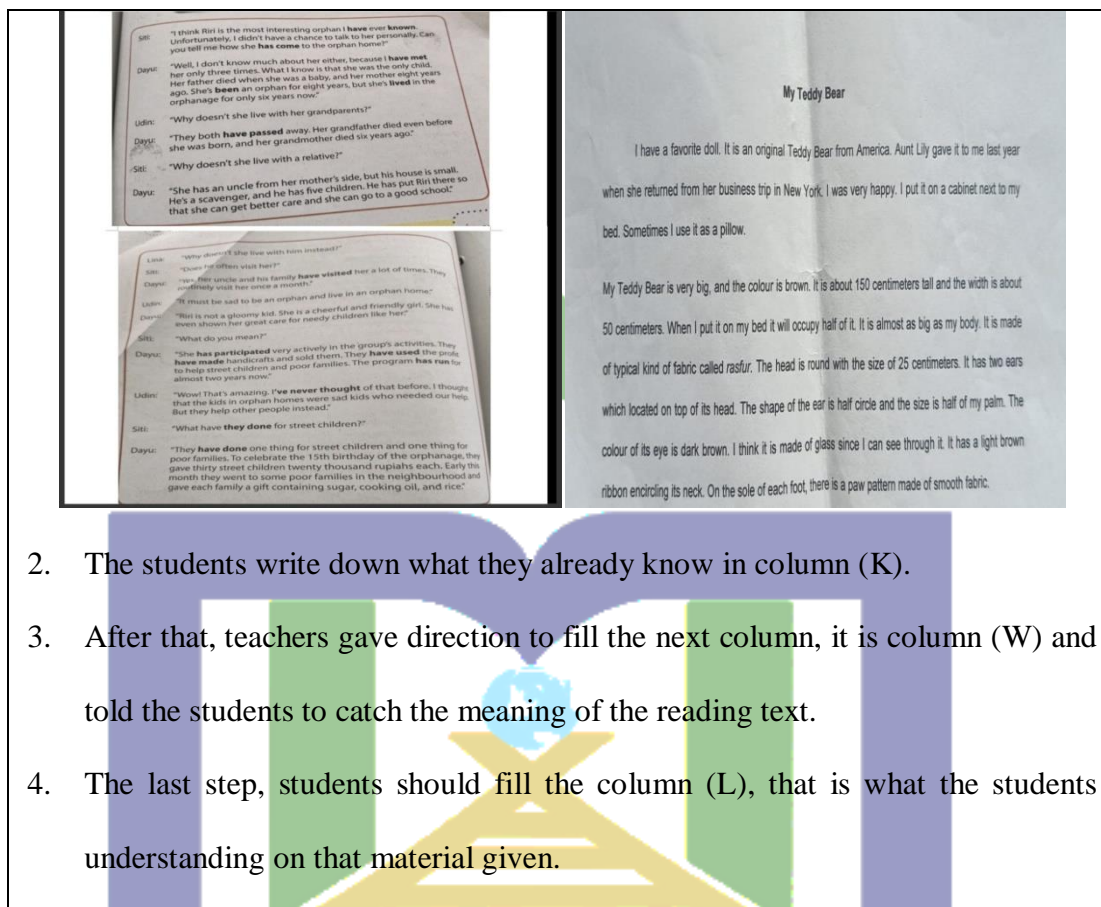 Siti: "I think Riri is the most interesting orphan I have ever known.
Unfortunately, I didn't have a chance to talk to her personally. Can
you tell me how she has come to the orphan home?"
Dayu: "Well, I don't know much about her either, because I have met
her only three times. What I know is that she was the only child.
Her father died when she was a baby, and her mother eight years
ago. She's been an orphan for eight years, but she's lived in the
orphanage for only six years now."
Udin: "Why doesn't she live with her grandparents?"
Dayu: "They both have passed away. Her grandfather died even before
she was born, and her grandmother died six years ago."
Siti: "Why doesn't she live with a relative?"
Dayu: "She has an uncle from her mother's side, but his house is small.
He's a scavenger, and he has five children. He has put Riri there so
that she can get better care and she can go to a good school."
"Why doesn't she live with him instead?"
Siti: "Does he often visit her?"
Dayu: "Yes, her uncle and his family have visited her a lot of times. They
routinely visit her once a month."
Udin: "It must be sad to be an orphan and live in an orphan home."
Dayu: "Riri is not a gloomy kid. She is a cheerful and friendly girl. She has
even shown her great care for needy children like her."
Siti: "What do you mean?"
Dayu: "She has participated very actively in the group's activities. They
have made handicrafts and sold them. They have used the profit
to help street children and poor families. The program has run for
almost two years now."
Udin: "Wow! That's amazing. I've never thought of that before. I thought
that the kids in orphan homes were sad kids who needed our help.
But they help other people instead."
Siti: "What have they done for street children?"
Dayu: "They have done one thing for street children and one thing for
poor families. To celebrate the 15th birthday of the orphanage, they
gave thirty street children twenty thousand rupiahs each. Early this
month they went to some poor families in the neighbourhood and
gave each family a gift containing sugar, cooking oil, and rice."
My Teddy Bear
I have a favorite doll. It is an original Teddy Bear from America. Aunt Lily gave it to me last year
when she returned from her business trip in New York. I was very happy. I put it on a cabinet next to my
bed. Sometimes I use it as a pillow.
My Teddy Bear is very big, and the colour is brown. It is about 150 centimeters tall and the width is about
50 centimeters. When I put it on my bed it will occupy half of it. It is almost as big as my body. It is made
of typical kind of fabric called rasfur. The head is round with the size of 25 centimeters. It has two ears
which located on top of its head. The shape of the ear is half circle and the size is half of my palm. The
colour of its eye is dark brown. I think it is made of glass since I can see through it. It has a light brown
ribbon encircling its neck. On the sole of each foot, there is a paw pattern made of smooth fabric.
2. The students write down what they already know in column (K).
3. After that, teachers gave direction to fill the next column, it is column (W) and
told the students to catch the meaning of the reading text.
4. The last step, students should fill the column (L), that is what the students
understanding on that material given.